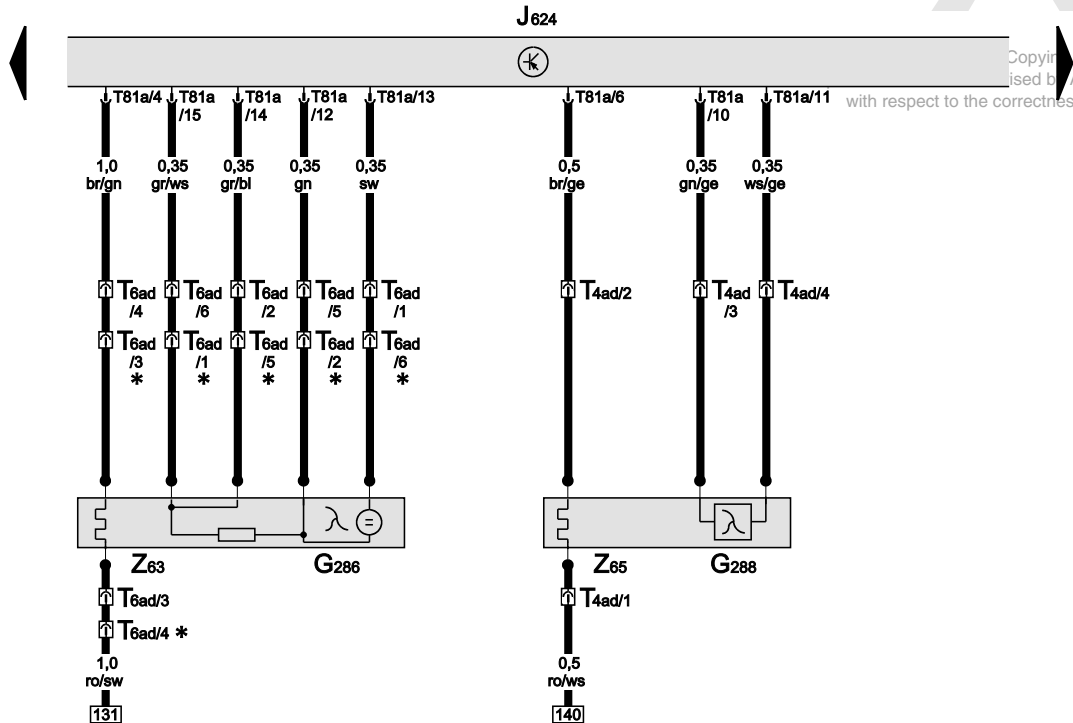 J624
Copyin
ised b
with respect to the correctnes
T81a/4 T81a T81a T81a T81a/13 T81a/6 T81a T81a/11
/15 /14 /12 /10
1,0 0,35 0,35 0,35 0,35 0,5 0,35 0,35
br/gn gr/ws gr/bl gn sw br/ge gn/ge ws/ge
T6ad T6ad T6ad T6ad T6ad T4ad/2 T4ad T4ad/4
/4 /6 /2 /5 /1 /3
T6ad T6ad T6ad T6ad T6ad
/3 /1 /5 /2 /6
* * * * *
=
Z63 G286 Z65 G288
T6ad/3 T4ad/1
T6ad/4 *
1,0 0,5
ro/sw ro/ws
131 140